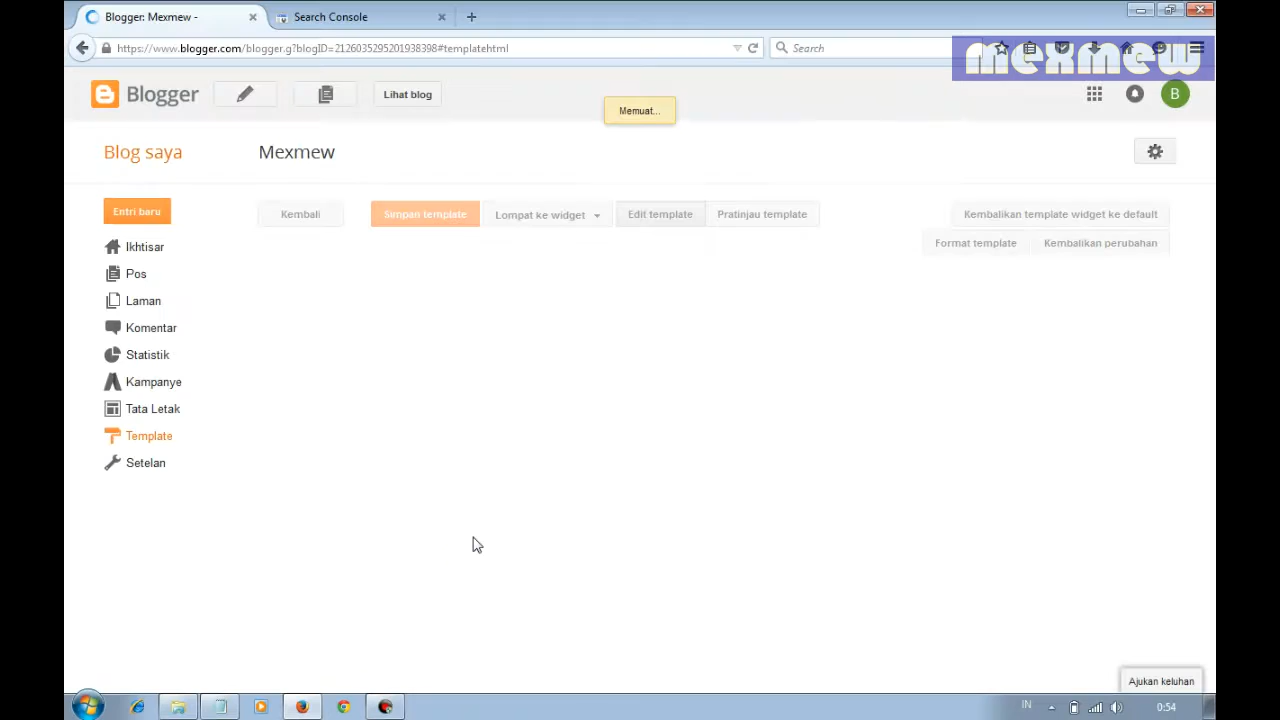 Blogger: Mexmew -
Search Console
https://www.blogger.com/blogger.g?blogID=2126035295201938398#templatehtml
Search
mexmew
Blogger
Lihat blog
Memuat...
B
Blog saya
Mexmew
Entri baru
Kembali
Simpan template
Lompat ke widget
Edit template
Pratinjau template
Kembalikan template widget ke default
Format template
Kembalikan perubahan
Ikhtisar
Pos
Laman
Komentar
Statistik
Kampanye
Tata Letak
Template
Setelan
Ajukan keluhan
IN
0:54